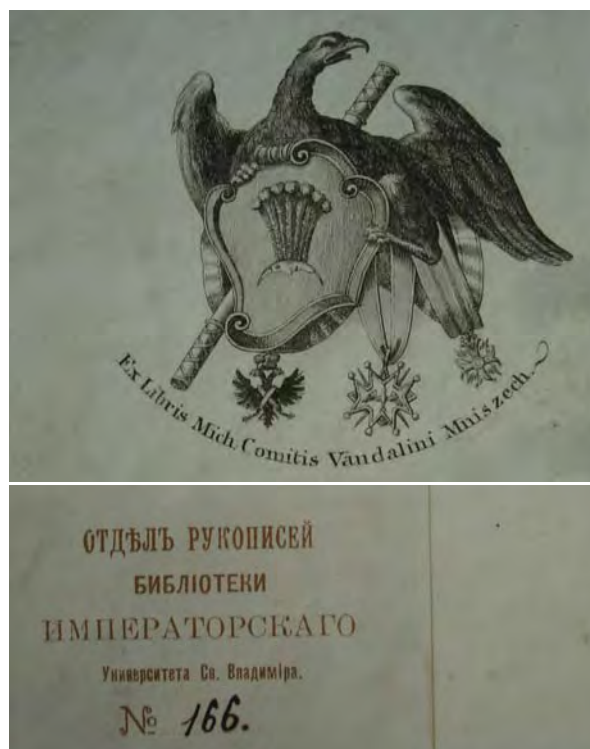 Ex Libris Mich. Comitis Vandalini Mniszech.
ОТДѢЛЪ РУКОПИСЕЙ
БИБЛІОТЕКИ
ИМПЕРАТОРСКАГО
Университета Св. Владиміра.
№ 166.